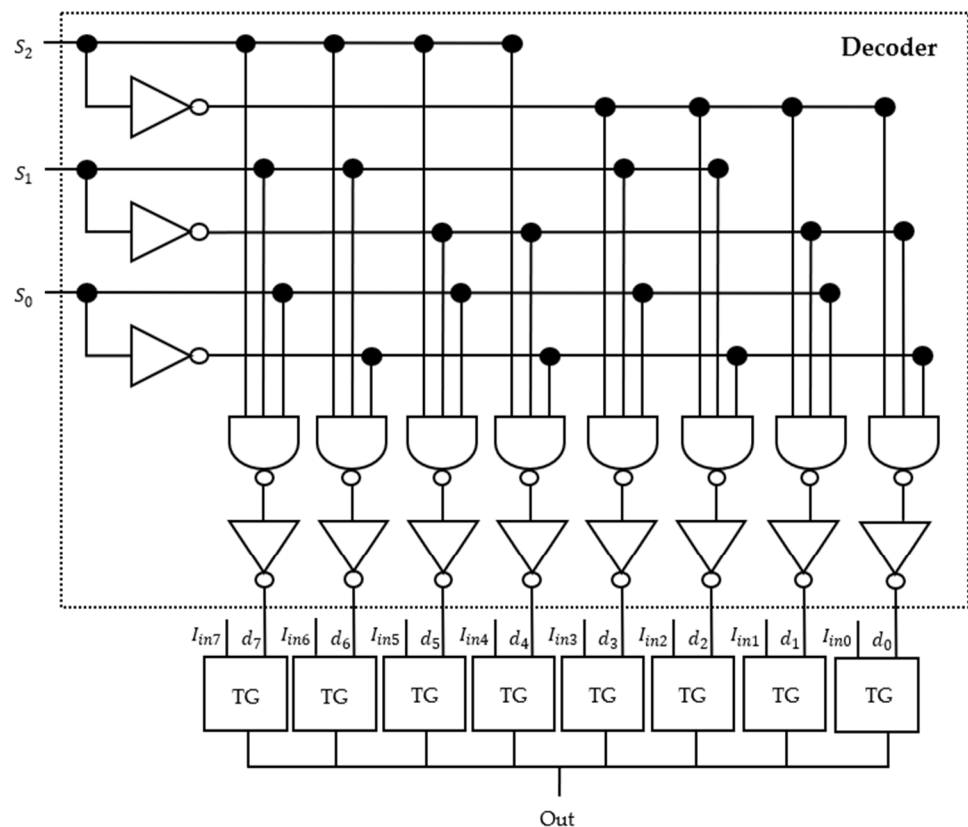 S2
Decoder
S1
S0
Iin7 d7 Iin6 d6 Iin5 d5 Iin4 d4 Iin3 d3 Iin2 d2 Iin1 d1 Iin0 d0
TG TG TG TG TG TG TG TG
Out